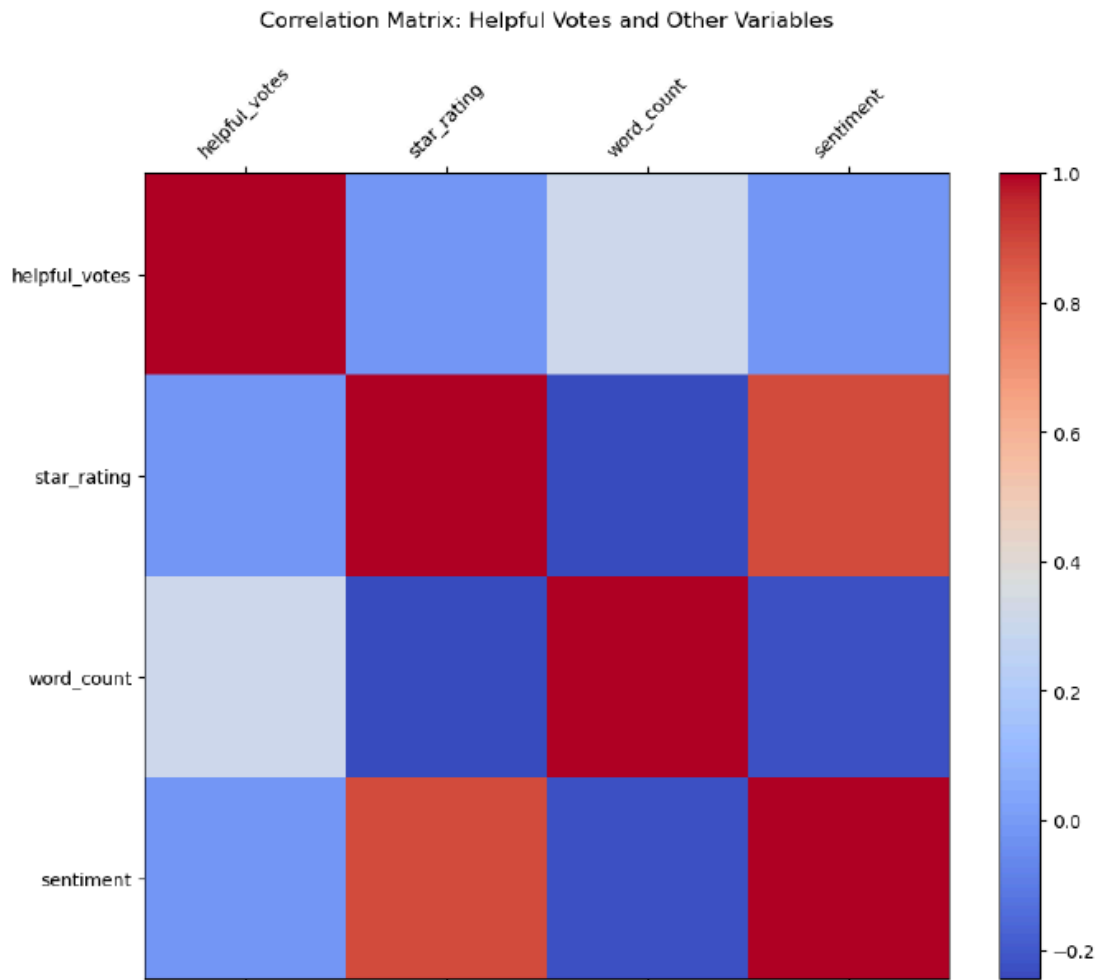 Correlation Matrix: Helpful Votes and Other Variables
helpful_votes
star_rating
word_count
sentiment
helpful_votes
star_rating
word_count
sentiment
1.0
0.8
0.6
0.4
0.2
0.0
−0.2